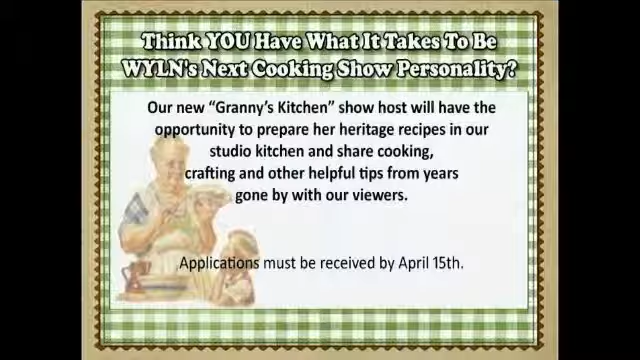 Think YOU Have What It Takes To Be
WYLN's Next Cooking Show Personality?
Our new “Granny’s Kitchen” show host will have the
opportunity to prepare her heritage recipes in our
studio kitchen and share cooking,
crafting and other helpful tips from years
gone by with our viewers.
Applications must be received by April 15th.